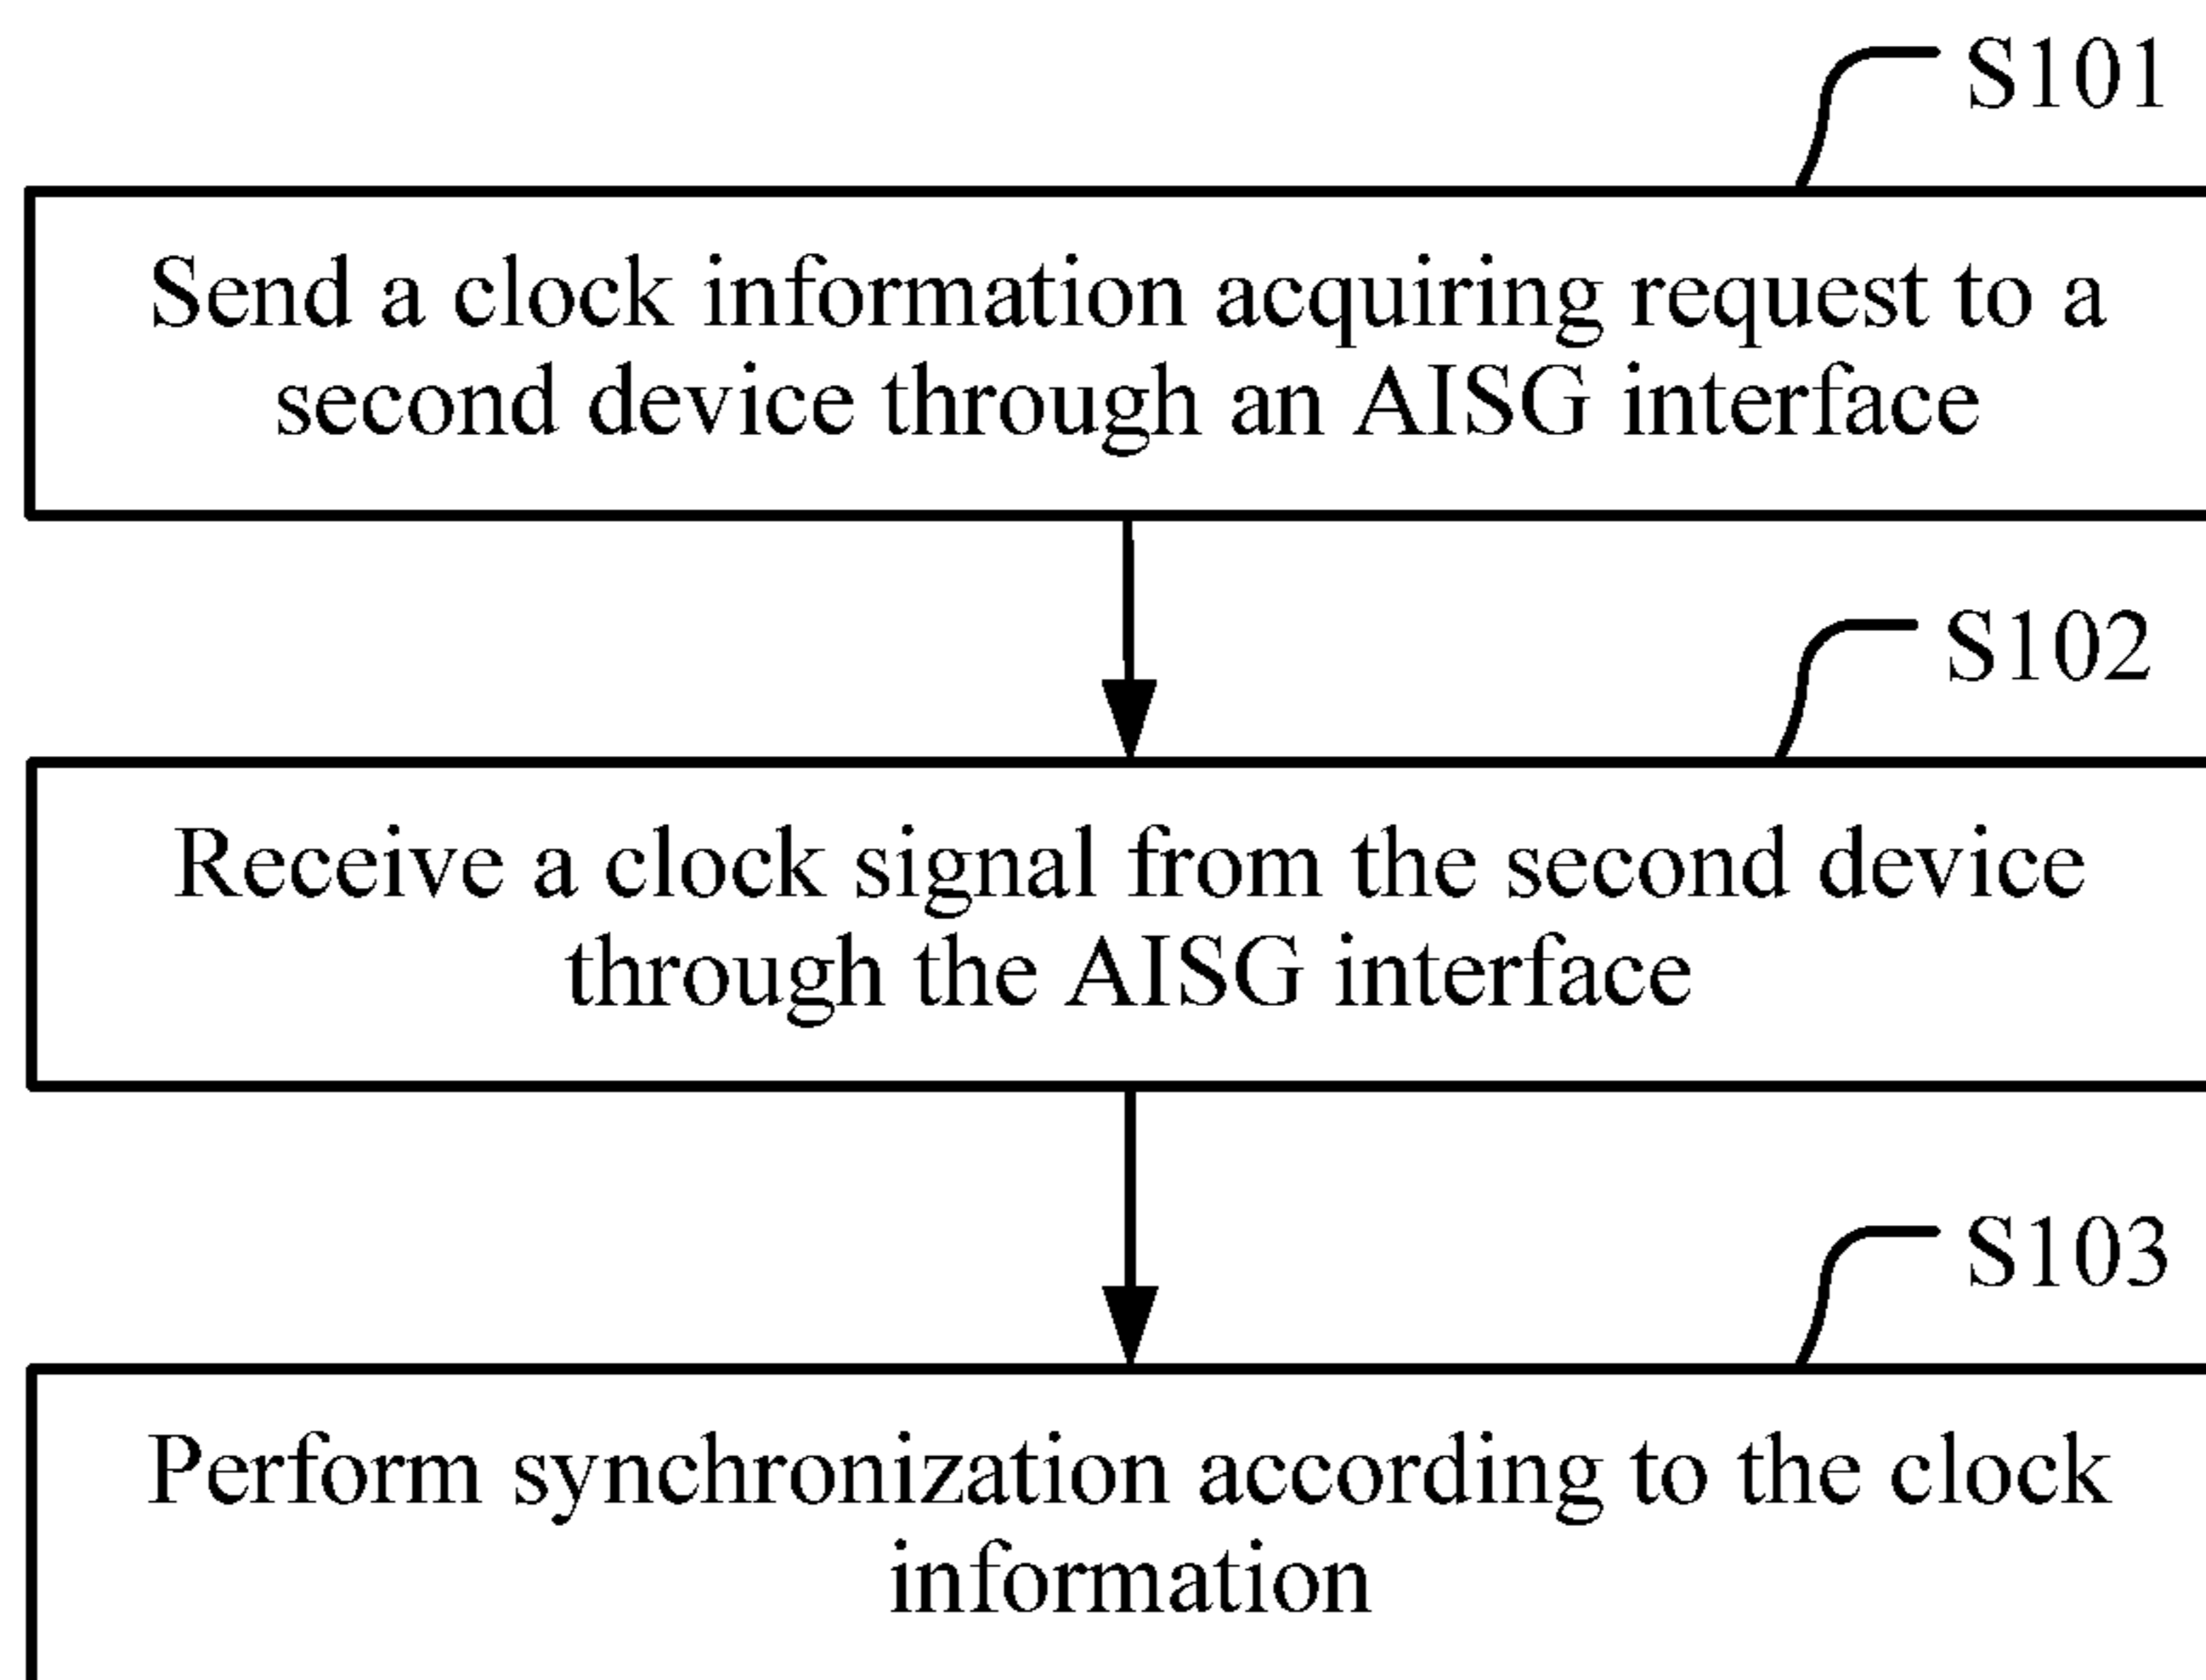 S101
Send a clock information acquiring request to a
second device through an AISG interface
S102
Receive a clock signal from the second device
through the AISG interface
S103
Perform synchronization according to the clock
information